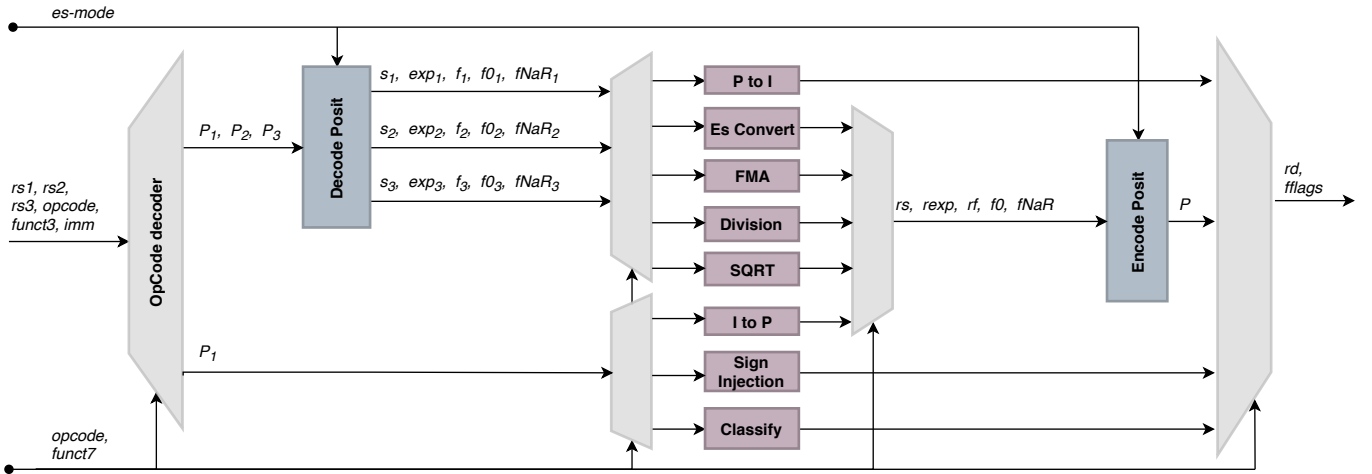 es-mode
s1, exp1, f1, f01, fNaR1
P to I
P1, P2, P3
Decode Posit
s2, exp2, f2, f02, fNaR2
Es Convert
s3, exp3, f3, f03, fNaR3
FMA
rs1, rs2,
rs3, opcode,
funct3, imm
OpCode decoder
Division
rs, rexp, rf, f0, fNaR
Encode Posit
P
rd,
fflags
SQRT
I to P
P1
Sign
Injection
Classify
opcode,
funct7